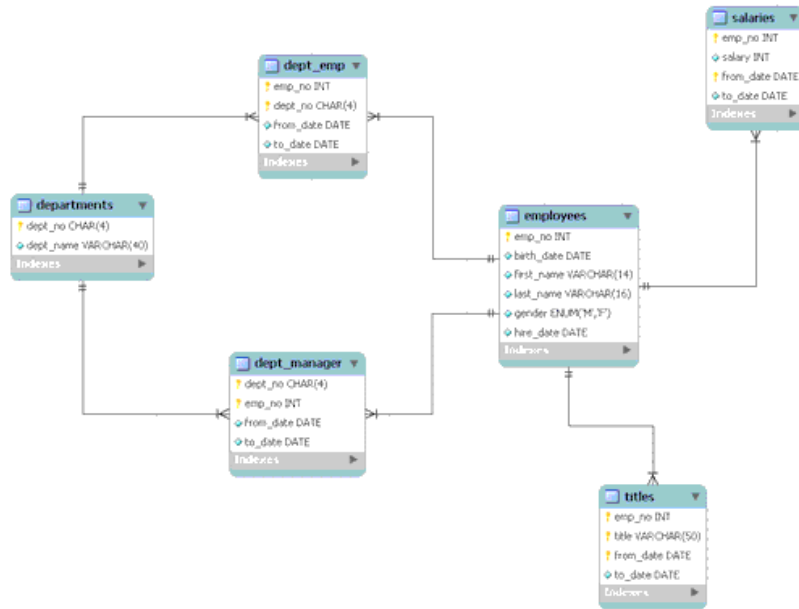 salaries
emp_no INT
salary INT
from_date DATE
to_date DATE
Indexes
dept_emp
emp_no INT
dept_no CHAR(4)
from_date DATE
to_date DATE
Indexes
departments
dept_no CHAR(4)
dept_name VARCHAR(40)
Indexes
employees
emp_no INT
birth_date DATE
first_name VARCHAR(14)
last_name VARCHAR(16)
gender ENUM('M','F')
hire_date DATE
Indexes
dept_manager
dept_no CHAR(4)
emp_no INT
from_date DATE
to_date DATE
Indexes
titles
emp_no INT
title VARCHAR(50)
from_date DATE
to_date DATE
Indexes